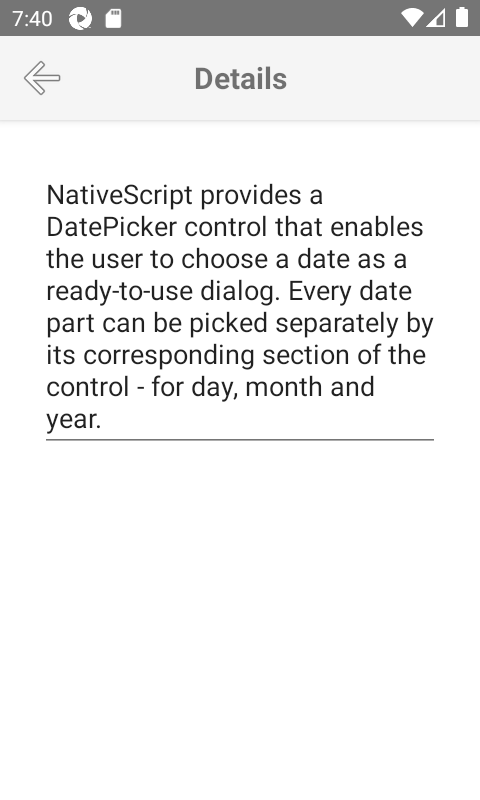 7:40
Details
NativeScript provides a
DatePicker control that enables
the user to choose a date as a
ready-to-use dialog. Every date
part can be picked separately by
its corresponding section of the
control - for day, month and
year.